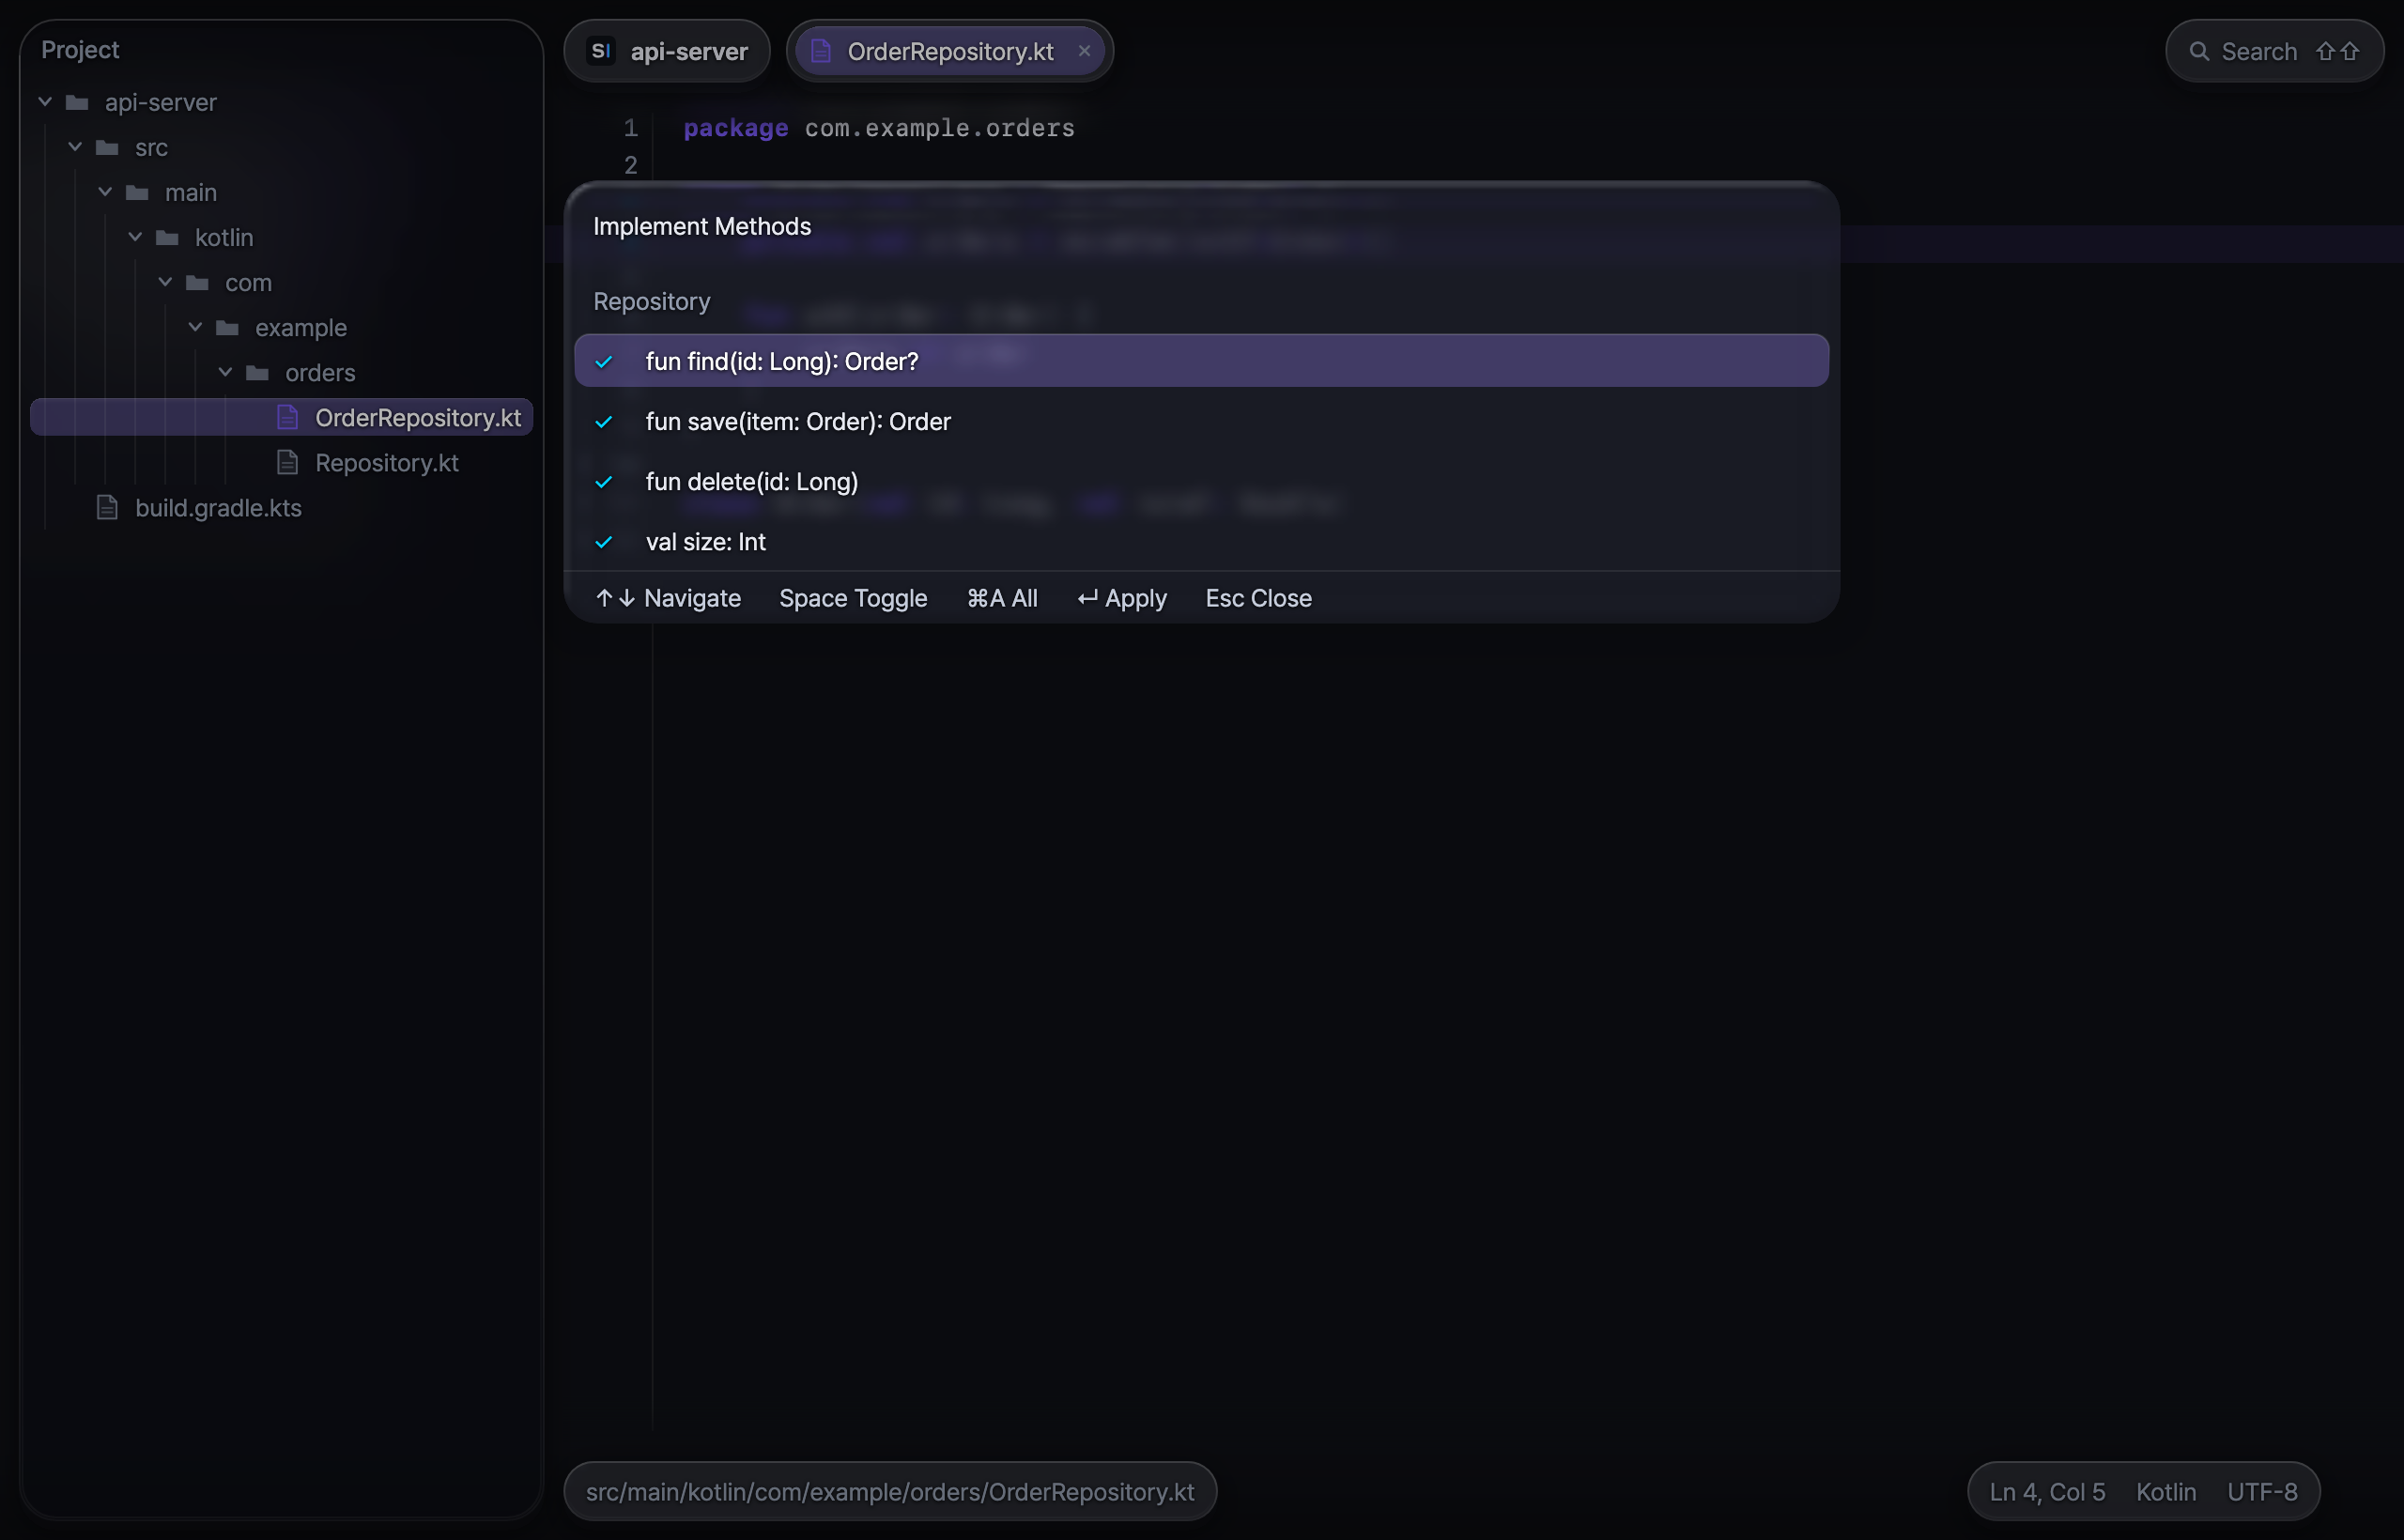 Project
api-server
src
main
kotlin
com
example
orders
OrderRepository.kt
Repository.kt
build.gradle.kts
SI api-server
OrderRepository.kt ×
Search ⇧⇧
1 package com.example.orders
2
Implement Methods
Repository
✓ fun find(id: Long): Order?
✓ fun save(item: Order): Order
✓ fun delete(id: Long)
✓ val size: Int
↑↓ Navigate Space Toggle ⌘A All ↵ Apply Esc Close
src/main/kotlin/com/example/orders/OrderRepository.kt
Ln 4, Col 5 Kotlin UTF-8